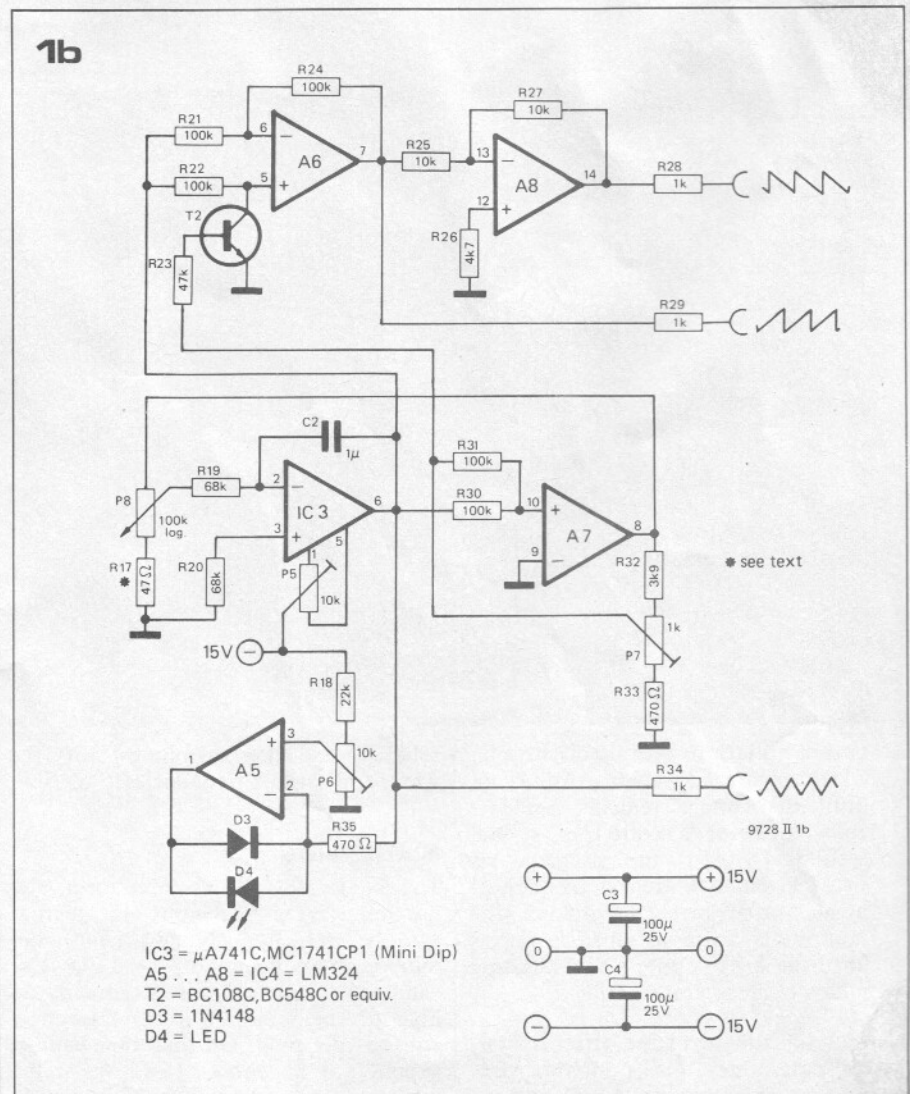 1b
R24
100k
R21
100k
6
−
A6
7
R22
100k
5
+
T2
R23
47k
R25
10k
R27
10k
13
−
A8
14
12
+
R26
4k7
R28
1k
R29
1k
C2
1µ
R19
68k
P8
100k
log.
2
−
IC 3
6
3
+
1
5
R17
47Ω
*
R20
68k
P5
10k
R31
100k
R30
100k
10
+
A7
8
9
−
R32
3k9
* see text
1k
P7
R33
470 Ω
15V −
R18
22k
1
A5
+
3
−
2
10k
P6
R35
470 Ω
D3
D4
R34
1k
9728 II 1b
+ + 15V
C3
100µ
25V
0 0
C4
100µ
25V
− − 15V
IC3 = µA741C, MC1741CP1 (Mini Dip)
A5 . . . A8 = IC4 = LM324
T2 = BC108C, BC548C or equiv.
D3 = 1N4148
D4 = LED